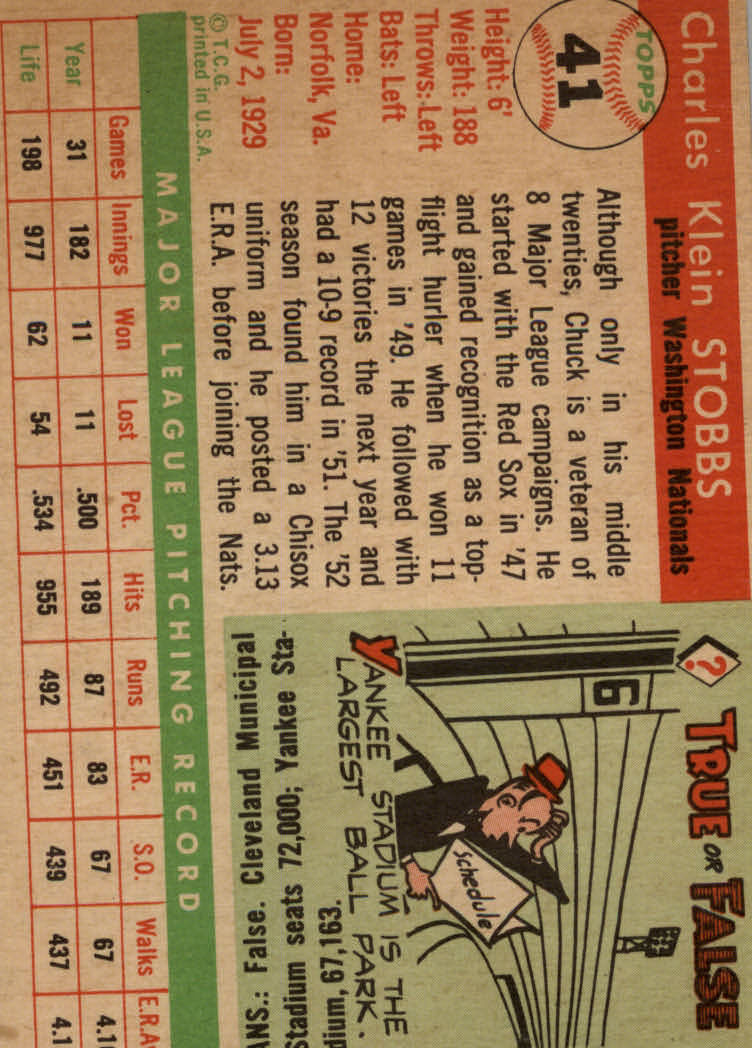 Charles Klein STOBBS
pitcher Washington Nationals
TOPPS
41
Height: 6'
Weight: 188
Throws: Left
Bats: Left
Home:
Norfolk, Va.
Born:
July 2, 1929
© T.C.G.
printed in U.S.A.
Although only in his middle
twenties, Chuck is a veteran of
8 Major League campaigns. He
started with the Red Sox in '47
and gained recognition as a top-
flight hurler when he won 11
games in '49. He followed with
12 victories the next year and
had a 10-9 record in '51. The '52
season found him in a Chisox
uniform and he posted a 3.13
E.R.A. before joining the Nats.
? TRUE OR FALSE
6
Schedule
YANKEE STADIUM IS THE
LARGEST BALL PARK.
ANS.: False. Cleveland Municipal
Stadium seats 72,000; Yankee Sta-
dium, 67,163.
MAJOR LEAGUE PITCHING RECORD
Games Innings Won Lost Pct. Hits Runs E.R. S.O. Walks E.R.Av
Year 31 182 11 11 .500 189 87 83 67 67 4.10
Life 198 977 62 54 .534 955 492 451 439 437 4.1